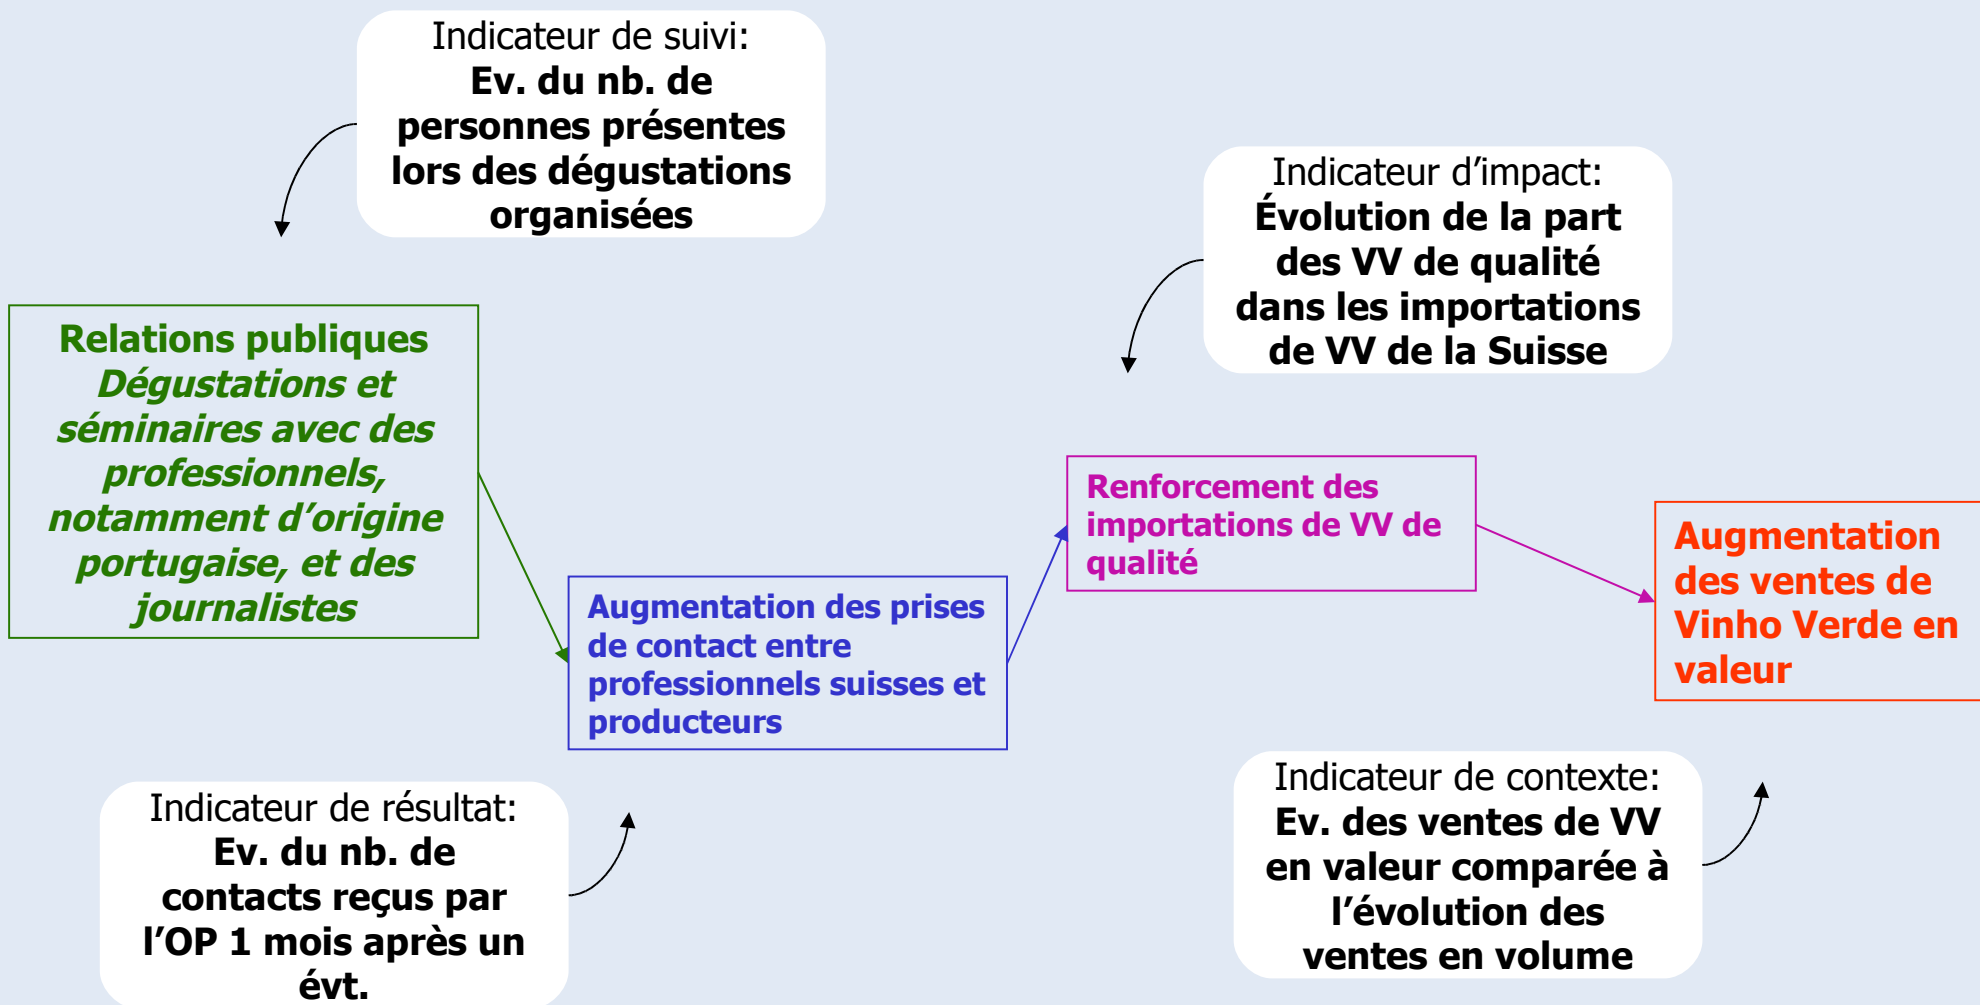 Indicateur de suivi:
Ev. du nb. de
personnes présentes
lors des dégustations
organisées
Indicateur d’impact:
Évolution de la part
des VV de qualité
dans les importations
de VV de la Suisse
Relations publiques
Dégustations et
séminaires avec des
professionnels,
notamment d’origine
portugaise, et des
journalistes
Augmentation des prises
de contact entre
professionnels suisses et
producteurs
Renforcement des
importations de VV de
qualité
Augmentation
des ventes de
Vinho Verde en
valeur
Indicateur de résultat:
Ev. du nb. de
contacts reçus par
l’OP 1 mois après un
évt.
Indicateur de contexte:
Ev. des ventes de VV
en valeur comparée à
l’évolution des
ventes en volume